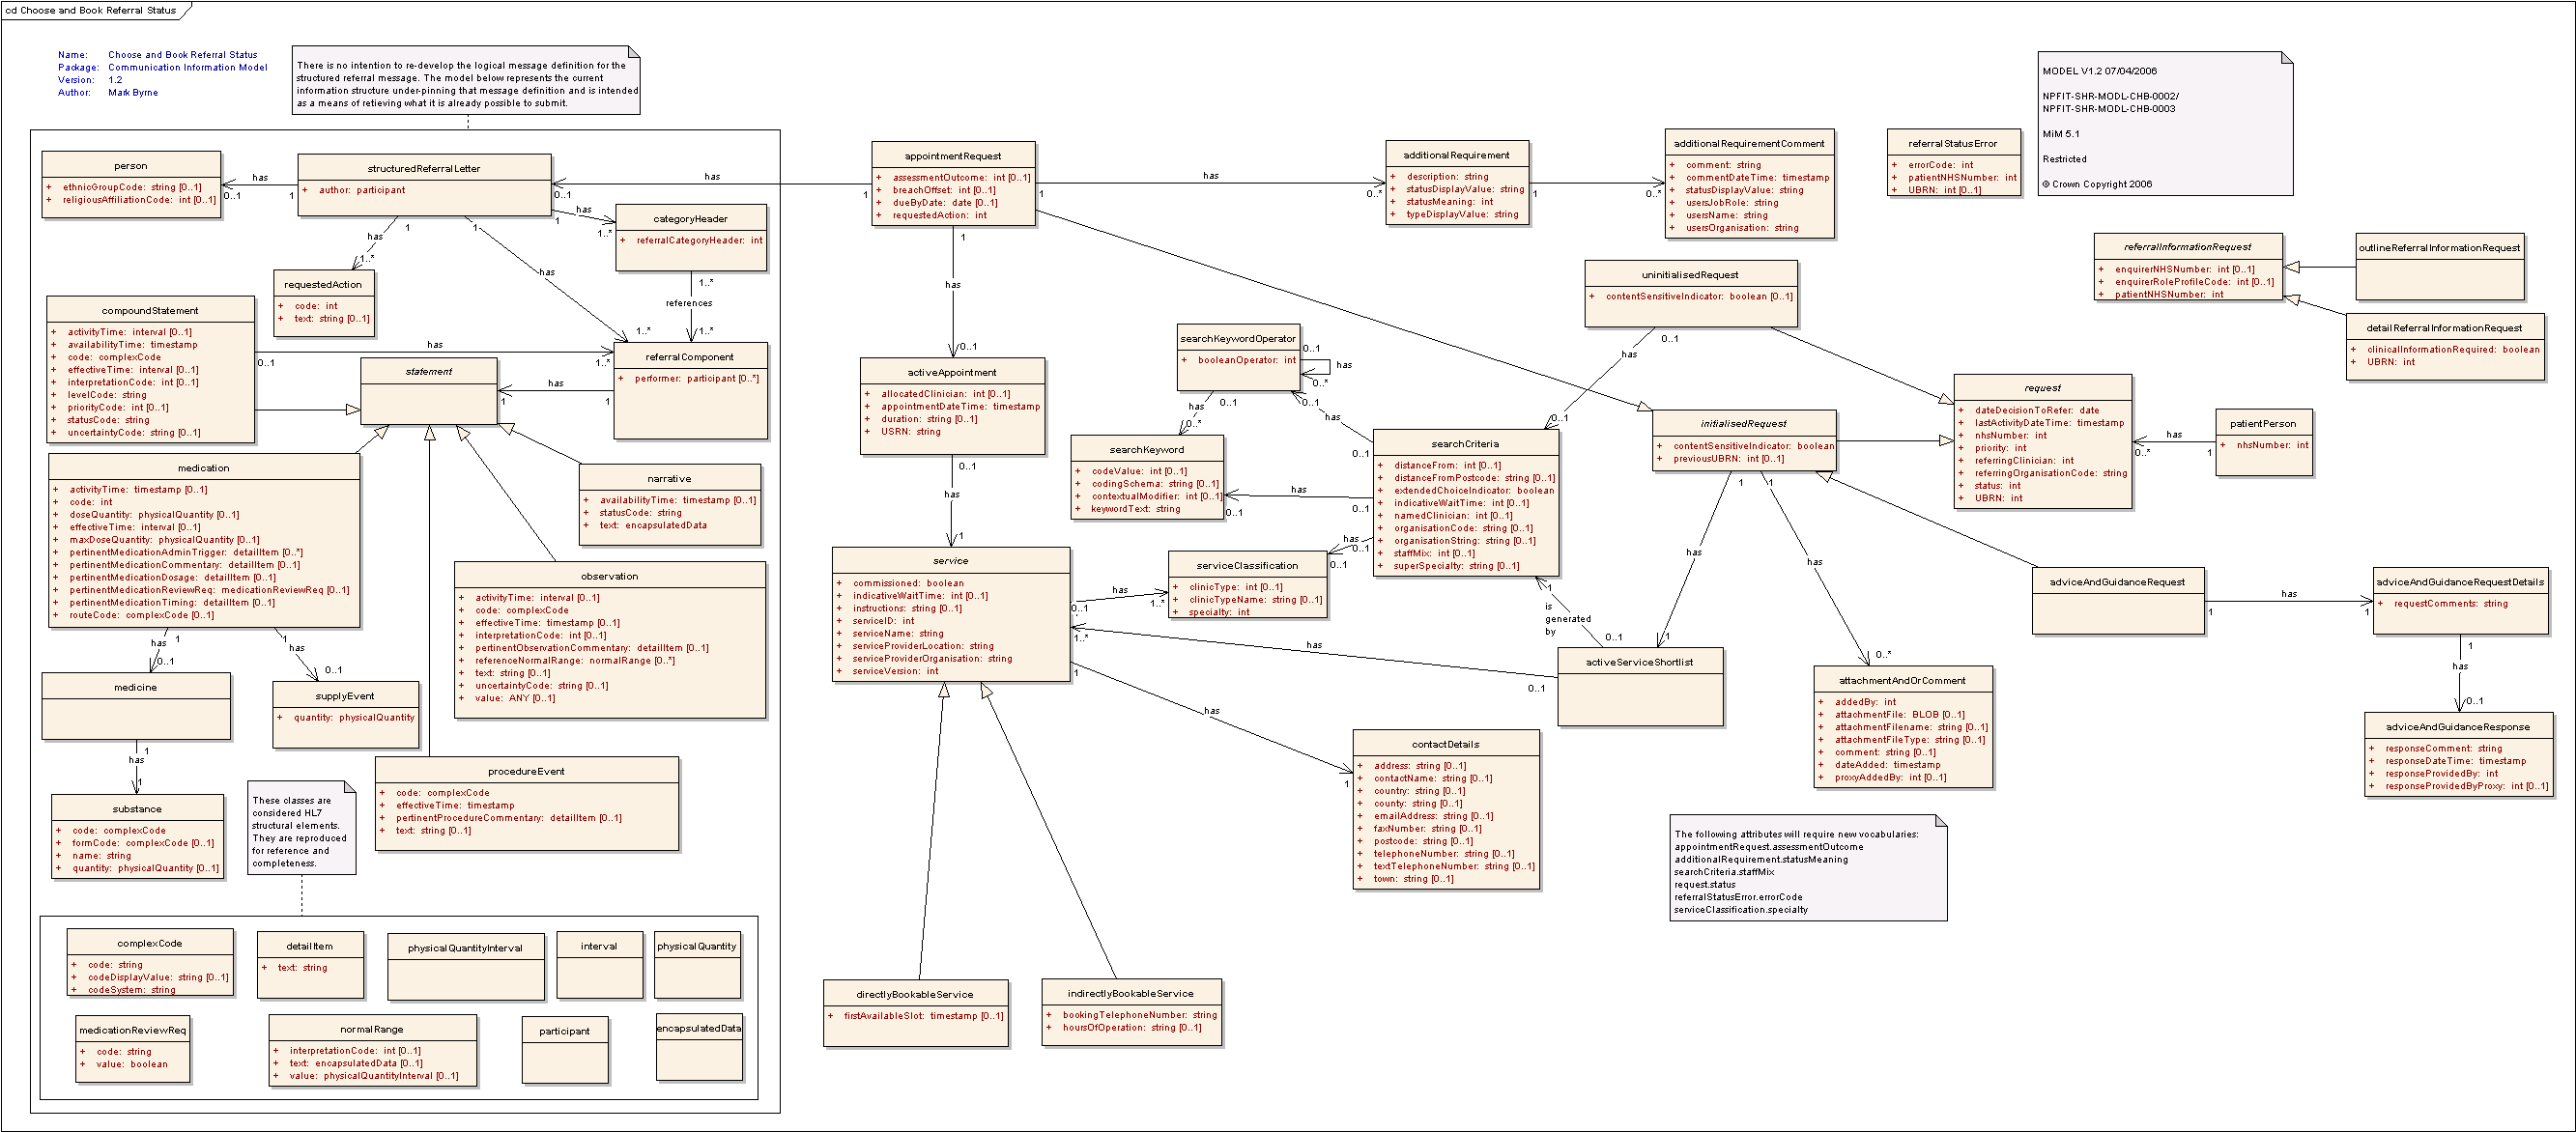 cd Choose and Book Referral Status
Name: Choose and Book Referral Status
Package: Communication Information Model
Version: 1.2
Author: Mark Byrne
There is no intention to re-develop the logical message definition for the
structured referral message. The model below represents the current
information structure under-pinning that message definition and is intended
as a means of retieving what it is already possible to submit.
MODEL V1.2 07/04/2006
NPFIT-SHR-MODL-CHB-0002/
NPFIT-SHR-MODL-CHB-0003
MiM 5.1
Restricted
© Crown Copyright 2006
person
+ ethnicGroupCode: string [0..1]
+ religiousAffiliationCode: int [0..1]
has
0..1
1
structuredReferralLetter
+ author: participant
has
0..1
1
has
1
1..*
has
1
1..*
has
1
1..*
categoryHeader
+ referralCategoryHeader: int
1..*
references
1..*
requestedAction
+ code: int
+ text: string [0..1]
compoundStatement
+ activityTime: interval [0..1]
+ availabilityTime: timestamp
+ code: complexCode
+ effectiveTime: interval [0..1]
+ interpretationCode: int [0..1]
+ levelCode: string
+ priorityCode: int [0..1]
+ statusCode: string
+ uncertaintyCode: string [0..1]
has
0..1
1..*
statement
referralComponent
+ performer: participant [0..*]
has
1
1
medication
+ activityTime: timestamp [0..1]
+ code: int
+ doseQuantity: physicalQuantity [0..1]
+ effectiveTime: interval [0..1]
+ maxDoseQuantity: physicalQuantity [0..1]
+ pertinentMedicationAdminTrigger: detailItem [0..*]
+ pertinentMedicationCommentary: detailItem [0..1]
+ pertinentMedicationDosage: detailItem [0..1]
+ pertinentMedicationReviewReq: medicationReviewReq [0..1]
+ pertinentMedicationTiming: detailItem [0..1]
+ routeCode: complexCode [0..1]
has
1
0..1
has
1
0..1
narrative
+ availabilityTime: timestamp [0..1]
+ statusCode: string
+ text: encapsulatedData
observation
+ activityTime: interval [0..1]
+ code: complexCode
+ effectiveTime: timestamp [0..1]
+ interpretationCode: int [0..1]
+ pertinentObservationCommentary: detailItem [0..1]
+ referenceNormalRange: normalRange [0..*]
+ text: string [0..1]
+ uncertaintyCode: string [0..1]
+ value: ANY [0..1]
medicine
1
has
1
supplyEvent
+ quantity: physicalQuantity
substance
+ code: complexCode
+ formCode: complexCode [0..1]
+ name: string
+ quantity: physicalQuantity [0..1]
These classes are
considered HL7
structural elements.
They are reproduced
for reference and
completeness.
procedureEvent
+ code: complexCode
+ effectiveTime: timestamp
+ pertinentProcedureCommentary: detailItem [0..1]
+ text: string [0..1]
complexCode
+ code: string
+ codeDisplayValue: string [0..1]
+ codeSystem: string
detailItem
+ text: string
physicalQuantityInterval
interval
physicalQuantity
medicationReviewReq
+ code: string
+ value: boolean
normalRange
+ interpretationCode: int [0..1]
+ text: encapsulatedData [0..1]
+ value: physicalQuantityInterval [0..1]
participant
encapsulatedData
appointmentRequest
+ assessmentOutcome: int [0..1]
+ breachOffset: int [0..1]
+ dueByDate: date [0..1]
+ requestedAction: int
1
has
0..*
1
has
0..1
additionalRequirement
+ description: string
+ statusDisplayValue: string
+ statusMeaning: int
+ typeDisplayValue: string
1
0..*
additionalRequirementComment
+ comment: string
+ commentDateTime: timestamp
+ statusDisplayValue: string
+ usersJobRole: string
+ usersName: string
+ usersOrganisation: string
referralStatusError
+ errorCode: int
+ patientNHSNumber: int
+ UBRN: int [0..1]
referralInformationRequest
+ enquirerNHSNumber: int [0..1]
+ enquirerRoleProfileCode: int [0..1]
+ patientNHSNumber: int
outlineReferralInformationRequest
detailReferralInformationRequest
+ clinicalInformationRequired: boolean
+ UBRN: int
uninitialisedRequest
+ contentSensitiveIndicator: boolean [0..1]
0..1
has
0..1
activeAppointment
+ allocatedClinician: int [0..1]
+ appointmentDateTime: timestamp
+ duration: string [0..1]
+ USRN: string
0..1
has
1
searchKeywordOperator
+ booleanOperator: int
0..1
has
0..*
0..1
has
0..*
0..1
has
0..1
searchKeyword
+ codeValue: int [0..1]
+ codingSchema: string [0..1]
+ contextualModifier: int [0..1]
+ keywordText: string
has
0..1
0..1
searchCriteria
+ distanceFrom: int [0..1]
+ distanceFromPostcode: string [0..1]
+ extendedChoiceIndicator: boolean
+ indicativeWaitTime: int [0..1]
+ namedClinician: int [0..1]
+ organisationCode: string [0..1]
+ organisationString: string [0..1]
+ staffMix: int [0..1]
+ superSpecialty: string [0..1]
has
0..1
0..1
initialisedRequest
+ contentSensitiveIndicator: boolean
+ previousUBRN: int [0..1]
request
+ dateDecisionToRefer: date
+ lastActivityDateTime: timestamp
+ nhsNumber: int
+ priority: int
+ referringClinician: int
+ referringOrganisationCode: string
+ status: int
+ UBRN: int
has
0..*
1
patientPerson
+ nhsNumber: int
service
+ commissioned: boolean
+ indicativeWaitTime: int [0..1]
+ instructions: string [0..1]
+ serviceID: int
+ serviceName: string
+ serviceProviderLocation: string
+ serviceProviderOrganisation: string
+ serviceVersion: int
has
0..1
1..*
serviceClassification
+ clinicType: int [0..1]
+ clinicTypeName: string [0..1]
+ specialty: int
1
is
generated
by
0..1
1
has
1
1
has
0..*
1..*
has
0..1
activeServiceShortlist
adviceAndGuidanceRequest
has
1
1
adviceAndGuidanceRequestDetails
+ requestComments: string
1
has
0..1
attachmentAndOrComment
+ addedBy: int
+ attachmentFile: BLOB [0..1]
+ attachmentFilename: string [0..1]
+ attachmentFileType: string [0..1]
+ comment: string [0..1]
+ dateAdded: timestamp
+ proxyAddedBy: int [0..1]
adviceAndGuidanceResponse
+ responseComment: string
+ responseDateTime: timestamp
+ responseProvidedBy: int
+ responseProvidedByProxy: int [0..1]
1
has
1
contactDetails
+ address: string [0..1]
+ contactName: string [0..1]
+ country: string [0..1]
+ county: string [0..1]
+ emailAddress: string [0..1]
+ faxNumber: string [0..1]
+ postcode: string [0..1]
+ telephoneNumber: string [0..1]
+ textTelephoneNumber: string [0..1]
+ town: string [0..1]
The following attributes will require new vocabularies:
appointmentRequest.assessmentOutcome
additionalRequirement.statusMeaning
searchCriteria.staffMix
request.status
referralStatusError.errorCode
serviceClassification.specialty
directlyBookableService
+ firstAvailableSlot: timestamp [0..1]
indirectlyBookableService
+ bookingTelephoneNumber: string
+ hoursOfOperation: string [0..1]